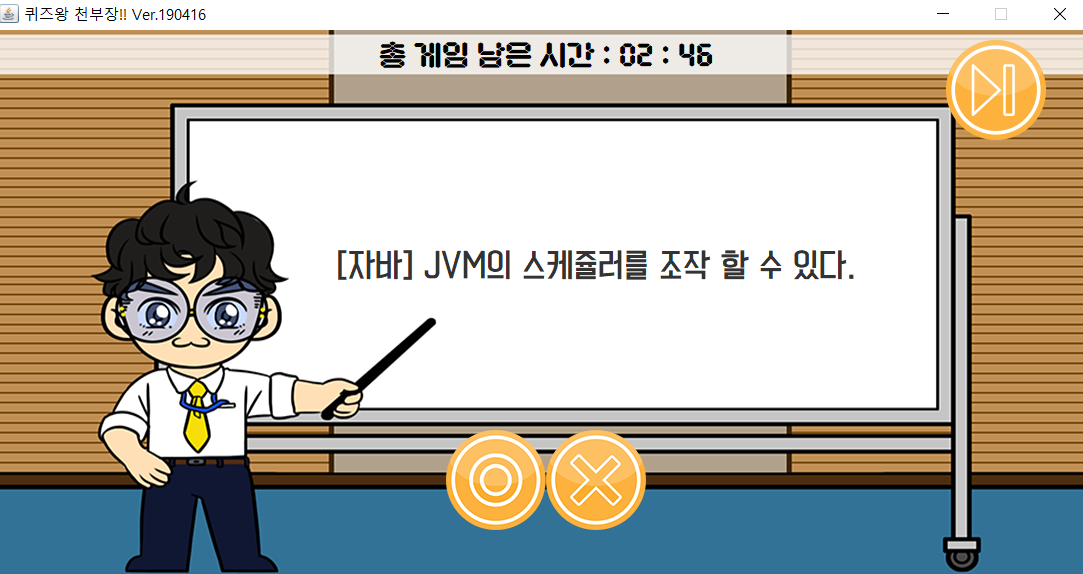 퀴즈왕 천부장!! Ver.190416
총 게임 남은 시간 : 02 : 46
[자바] JVM의 스케쥴러를 조작 할 수 있다.